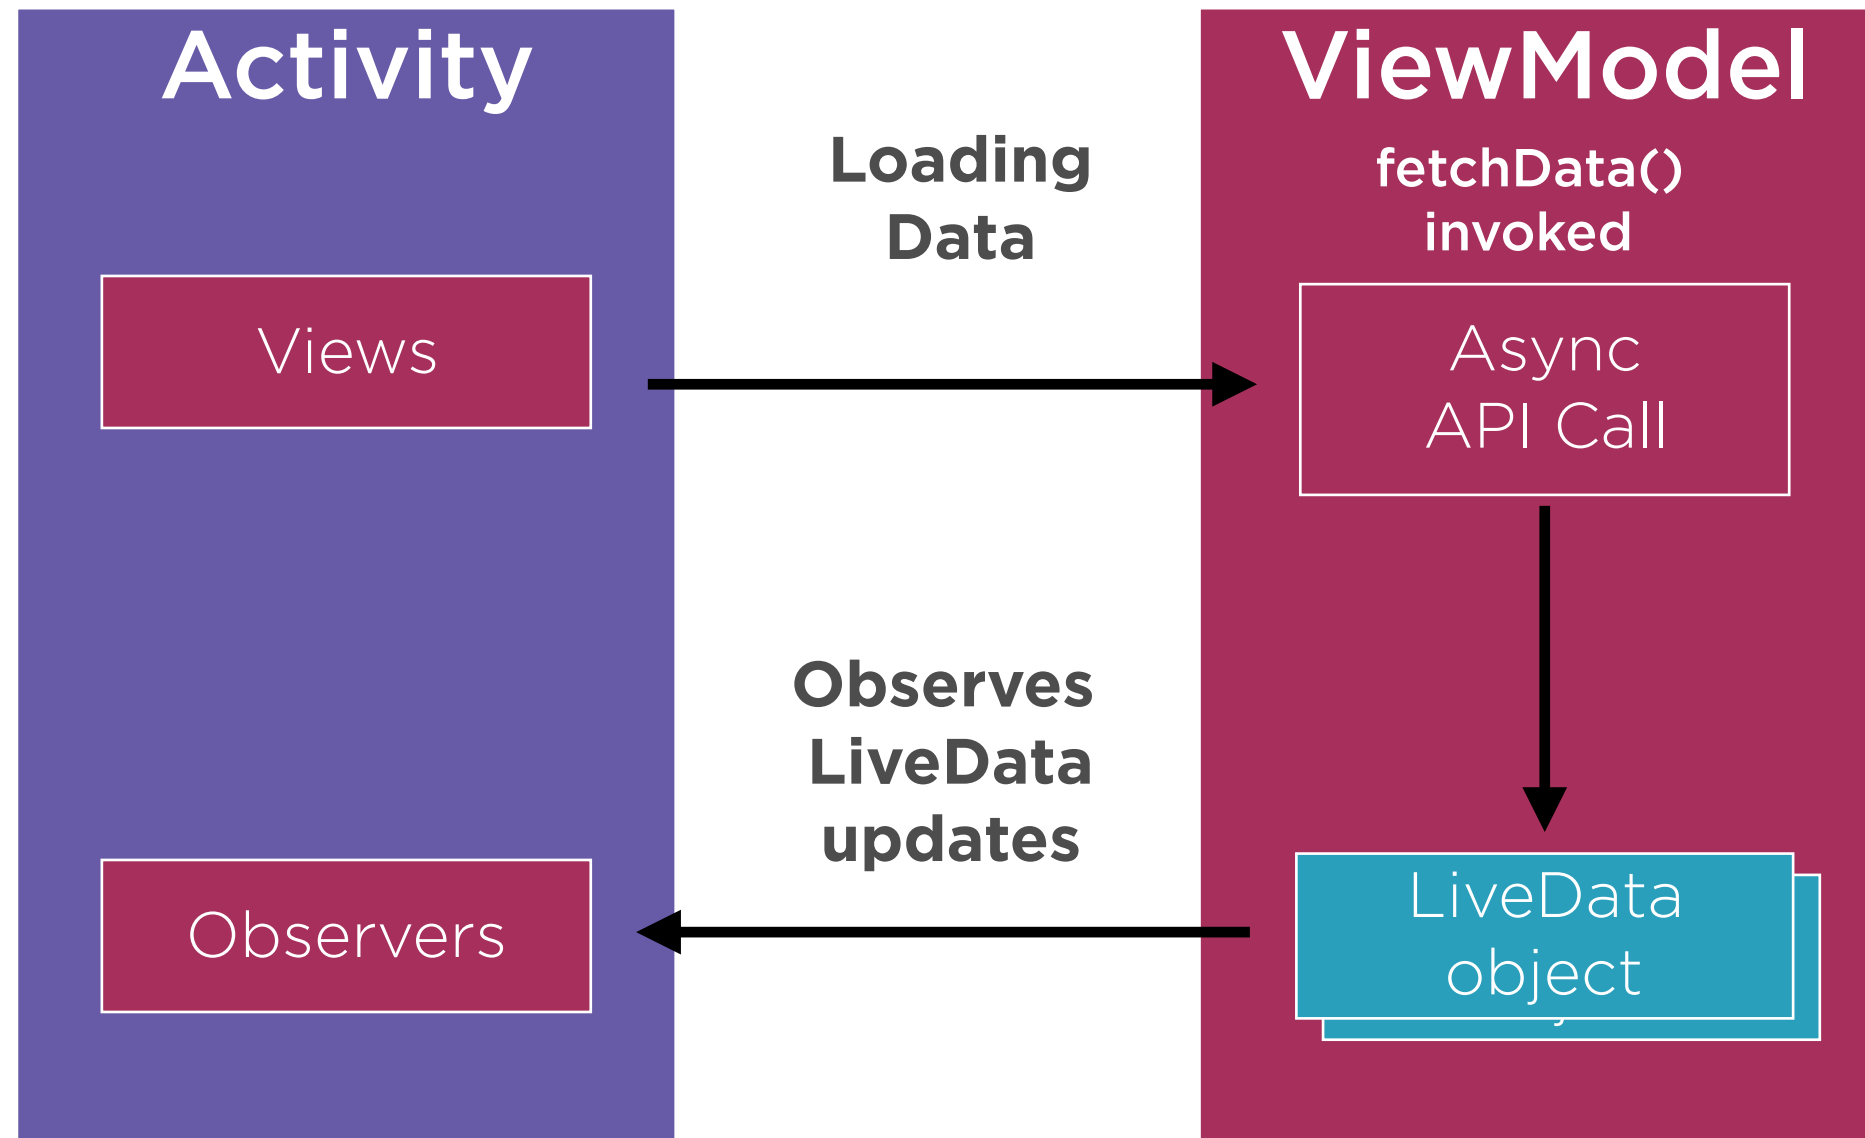 Activity
Views
Observers
Loading
Data
Observes
LiveData
updates
ViewModel
fetchData()
invoked
Async
API Call
LiveData
object